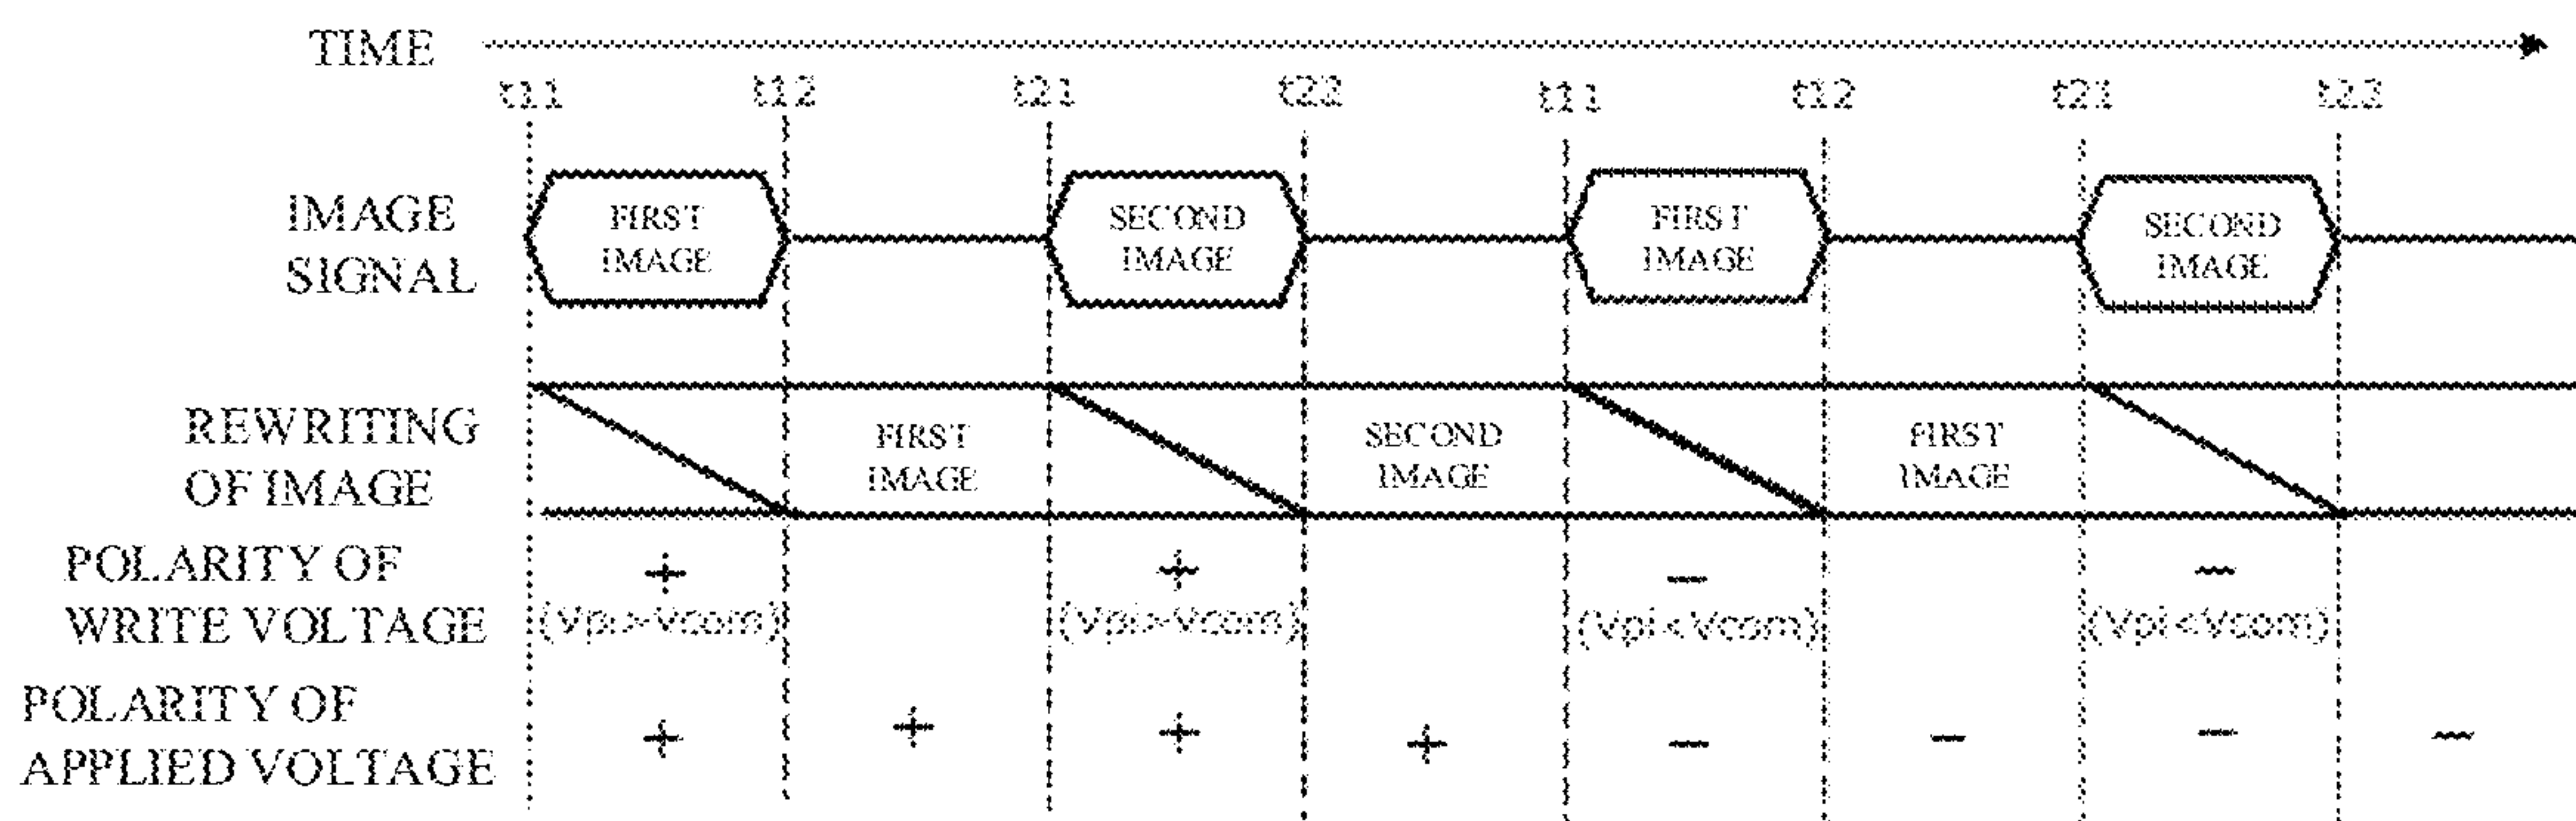 TIME
t11 t12 t21 t22 t11 t12 t21 t22
IMAGE
SIGNAL
FIRST
IMAGE
SECOND
IMAGE
FIRST
IMAGE
SECOND
IMAGE
REWRITING
OF IMAGE
FIRST
IMAGE
SECOND
IMAGE
FIRST
IMAGE
POLARITY OF
WRITE VOLTAGE
+ + − −
(Vpi>Vcom) (Vpi>Vcom) (Vpi<Vcom) (Vpi<Vcom)
POLARITY OF
APPLIED VOLTAGE
+ + + + − − − −